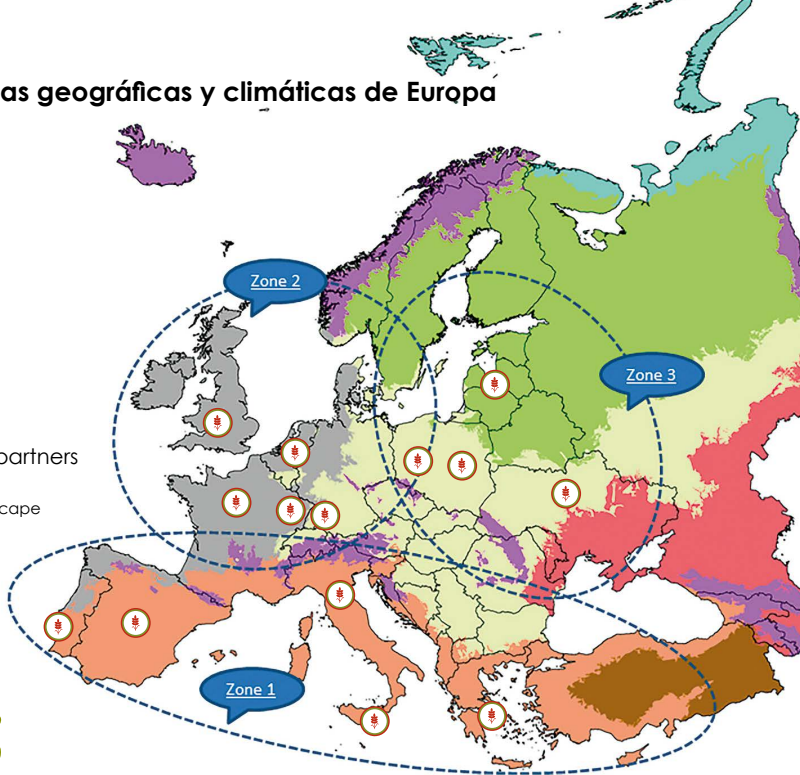 as geográficas y climáticas de Europa
Zone 2
Zone 3
partners
cape
Zone 1